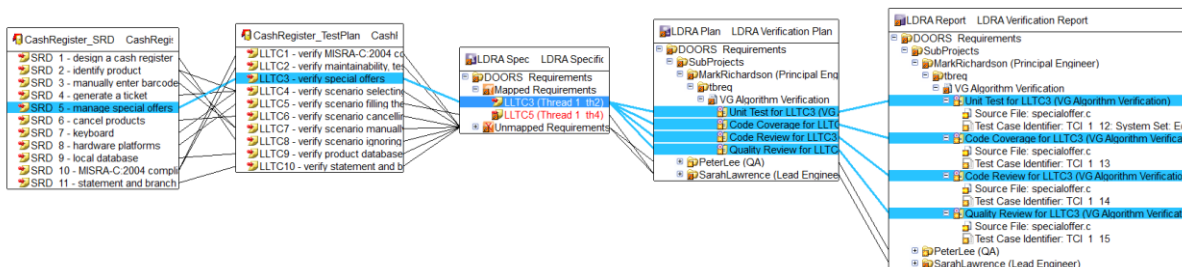 CashRegister_SRD CashRegis
SRD 1 - design a cash register
SRD 2 - identify product
SRD 3 - manually enter barcode
SRD 4 - generate a ticket
SRD 5 - manage special offers
SRD 6 - cancel products
SRD 7 - keyboard
SRD 8 - hardware platforms
SRD 9 - local database
SRD 10 - MISRA-C:2004 compli
SRD 11 - statement and branch
CashRegister_TestPlan Cash
LLTC1 - verify MISRA-C:2004 co
LLTC2 - verify maintainability, te
LLTC3 - verify special offers
LLTC4 - verify scenario selecting
LLTC5 - verify scenario filling the
LLTC6 - verify scenario cancellin
LLTC7 - verify scenario manuall
LLTC8 - verify scenario ignoring
LLTC9 - verify product database
LLTC10 - verify statement and b
LDRA Spec LDRA Specific
DOORS Requirements
Mapped Requirements
LLTC3 (Thread 1 th2)
LLTC5 (Thread 1 th4)
Unmapped Requirements
LDRA Plan LDRA Verification Plan
DOORS Requirements
SubProjects
MarkRichardson (Principal Eng
tbreq
VG Algorithm Verification
Unit Test for LLTC3 (VG
Code Coverage for LLTC
Code Review for LLTC3
Quality Review for LLTC
PeterLee (QA)
SarahLawrence (Lead Enginee
LDRA Report LDRA Verification Report
DOORS Requirements
SubProjects
MarkRichardson (Principal Engineer)
tbreq
VG Algorithm Verification
Unit Test for LLTC3 (VG Algorithm Verification)
Source File: specialoffer.c
Test Case Identifier: TCI 1 12: System Set: E
Code Coverage for LLTC3 (VG Algorithm Verificati
Source File: specialoffer.c
Test Case Identifier: TCI 1 13
Code Review for LLTC3 (VG Algorithm Verificatio
Source File: specialoffer.c
Test Case Identifier: TCI 1 14
Quality Review for LLTC3 (VG Algorithm Verificat
Source File: specialoffer.c
Test Case Identifier: TCI 1 15
PeterLee (QA)
SarahLawrence (Lead Engineer)